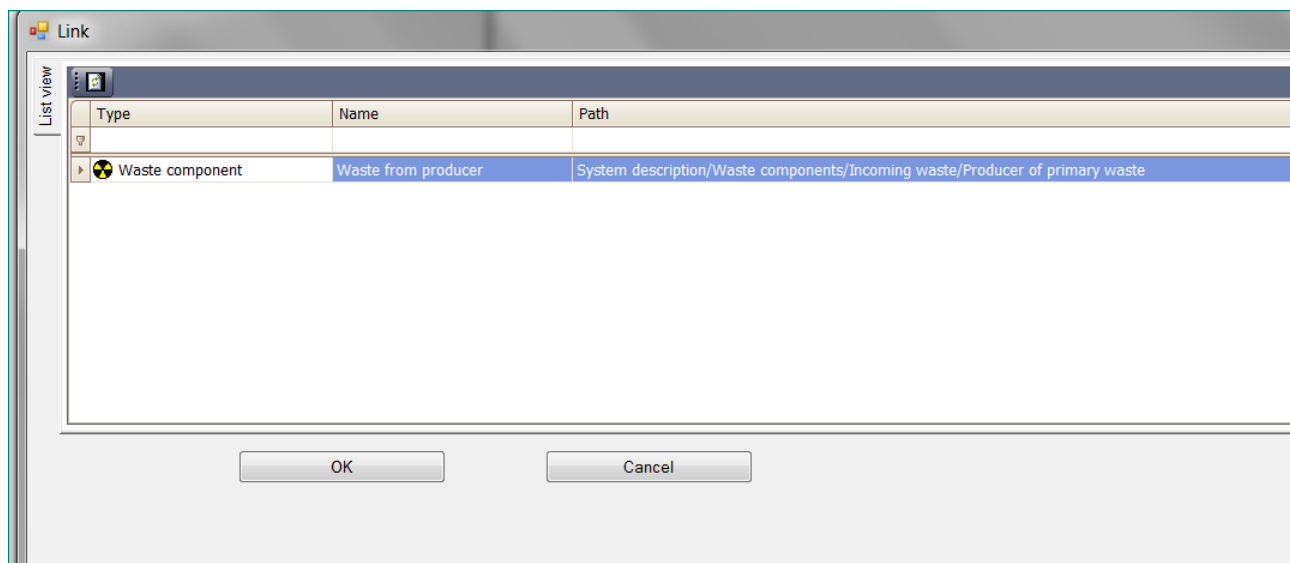 Link
List view
Type Name Path
Waste component Waste from producer System description/Waste components/Incoming waste/Producer of primary waste
OK Cancel